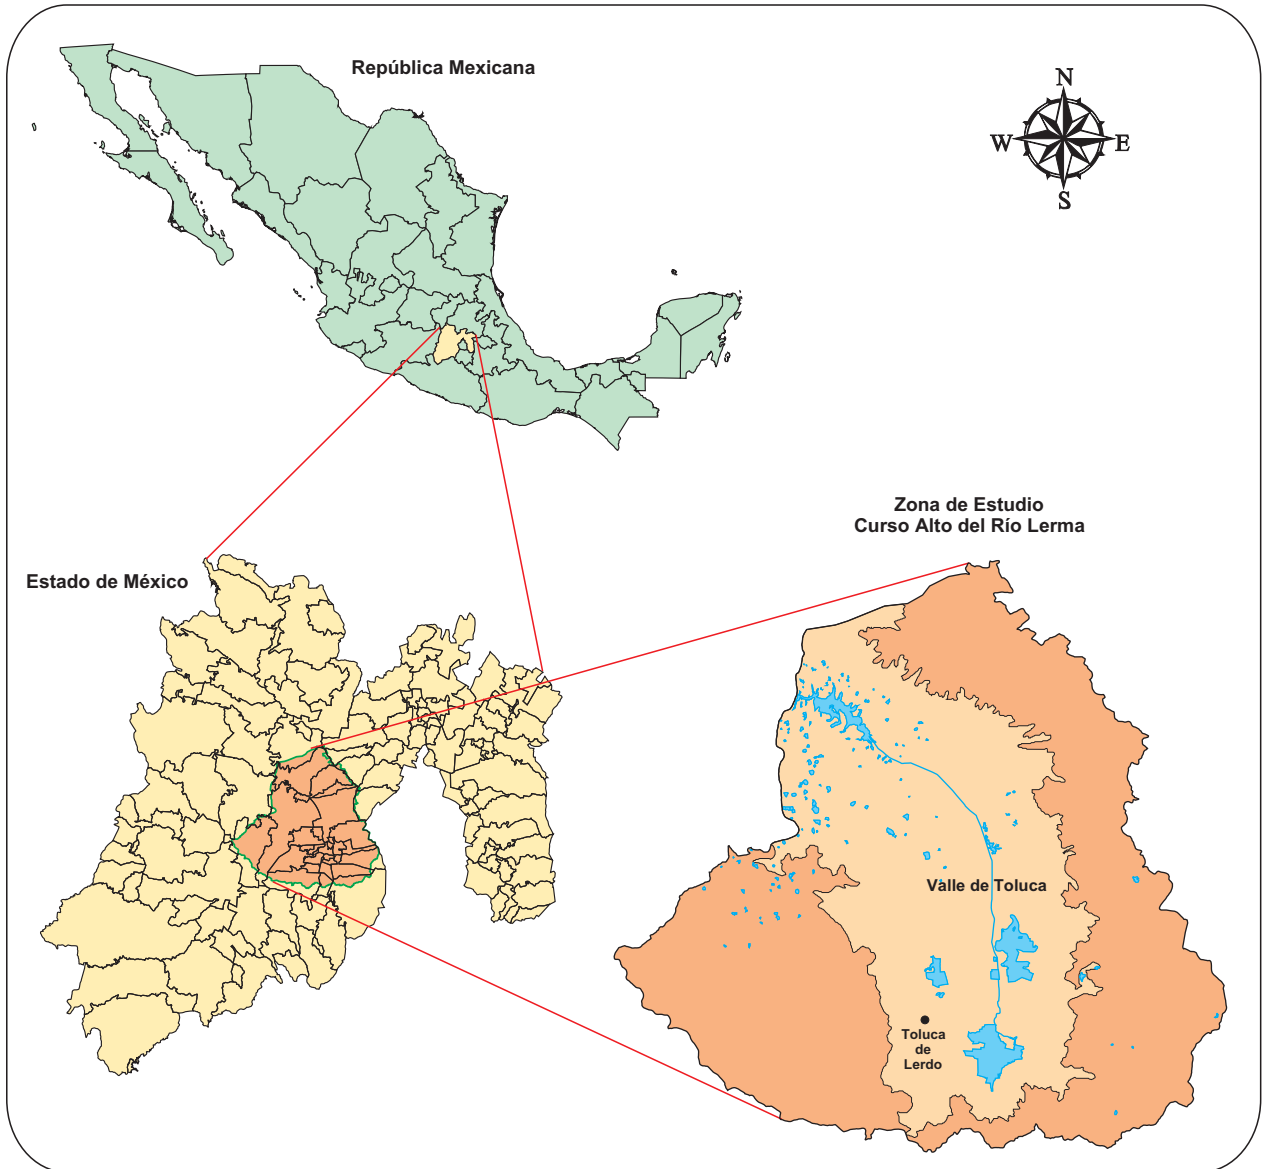 República Mexicana
N
W
E
S
Zona de Estudio
Curso Alto del Río Lerma
Estado de México
Valle de Toluca
Toluca
de
Lerdo